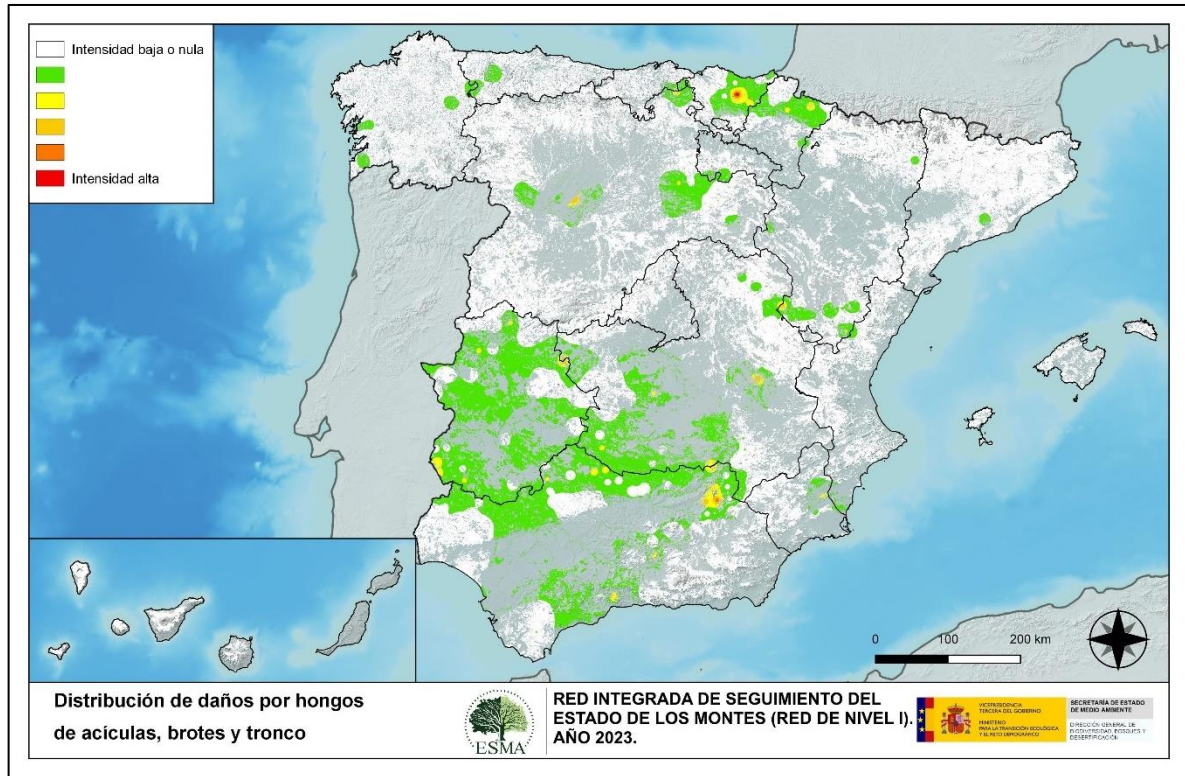 Intensidad baja o nula
Intensidad alta
0 100 200 km
Distribución de daños por hongos
de acículas, brotes y tronco
ESMA
RED INTEGRADA DE SEGUIMIENTO DEL
ESTADO DE LOS MONTES (RED DE NIVEL I).
AÑO 2023.
VICEPRESIDENCIA
TERCERA DEL GOBIERNO
MINISTERIO
PARA LA TRANSICIÓN ECOLÓGICA
Y EL RETO DEMOGRÁFICO
SECRETARÍA DE ESTADO
DE MEDIO AMBIENTE
DIRECCIÓN GENERAL DE
BIODIVERSIDAD, BOSQUES Y
DESERTIFICACIÓN